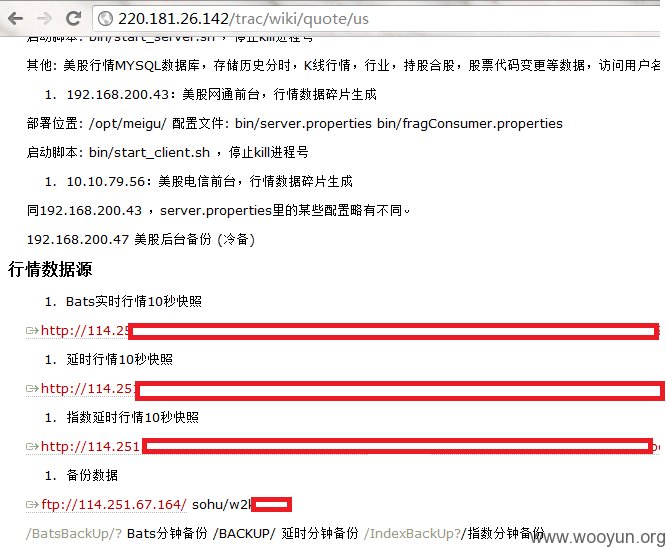 220.181.26.142/trac/wiki/quote/us
启动脚本: bin/start_server.sh ，停止kill进程号
其他: 美股行情MYSQL数据库，存储历史分时，K线行情，行业，持股合股，股票代码变更等数据，访问用户名
1. 192.168.200.43：美股网通前台，行情数据碎片生成
部署位置: /opt/meigu/ 配置文件: bin/server.properties bin/fragConsumer.properties
启动脚本: bin/start_client.sh ，停止kill进程号
1. 10.10.79.56：美股电信前台，行情数据碎片生成
同192.168.200.43 ，server.properties里的某些配置略有不同。
192.168.200.47 美股后台备份 (冷备)
行情数据源
1. Bats实时行情10秒快照
http://114.25
1. 延时行情10秒快照
http://114.251
1. 指数延时行情10秒快照
http://114.251
1. 备份数据
ftp://114.251.67.164/ sohu/w2
/BatsBackUp/? Bats分钟备份 /BACKUP/ 延时分钟备份 /IndexBackUp?/指数分钟备份
www.wooyun.org